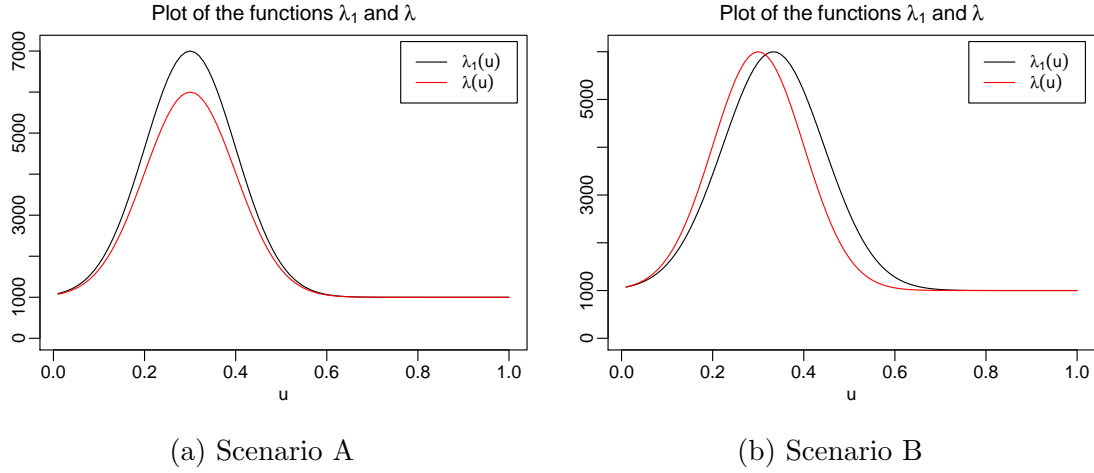 Plot of the functions λ₁ and λ
λ₁(u)
λ(u)
7000
5000
3000
1000
0
0.0 0.2 0.4 0.6 0.8 1.0
u
(a) Scenario A
Plot of the functions λ₁ and λ
λ₁(u)
λ(u)
5000
3000
1000
0
0.0 0.2 0.4 0.6 0.8 1.0
u
(b) Scenario B